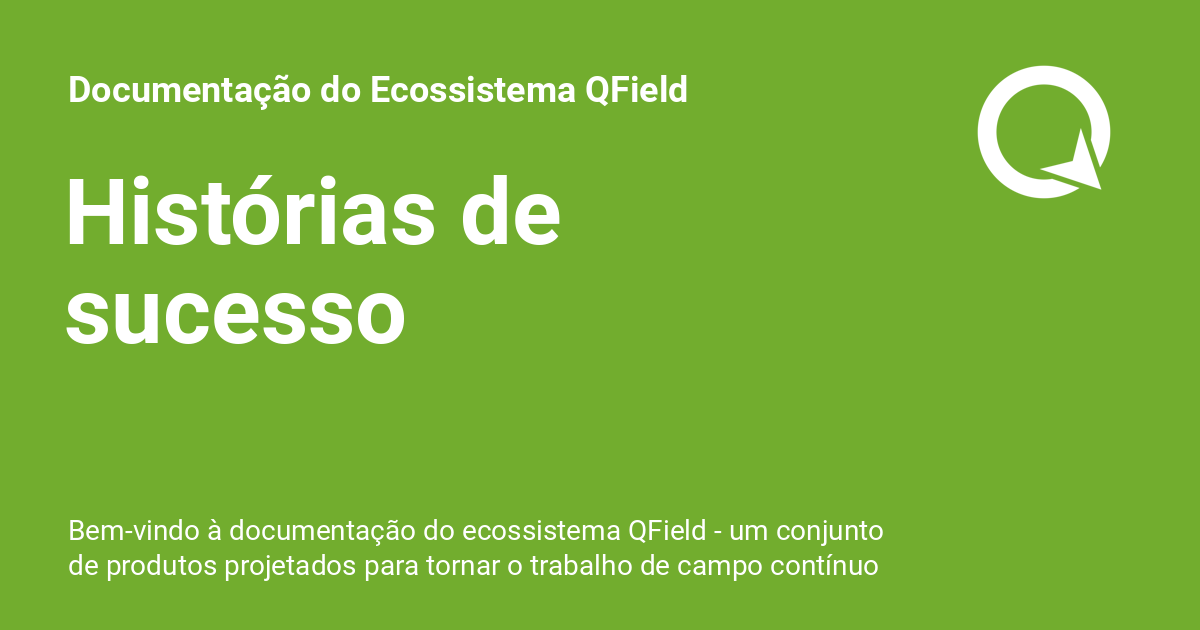 Documentação do Ecossistema QField
Histórias de
sucesso
Bem-vindo à documentação do ecossistema QField - um conjunto
de produtos projetados para tornar o trabalho de campo contínuo